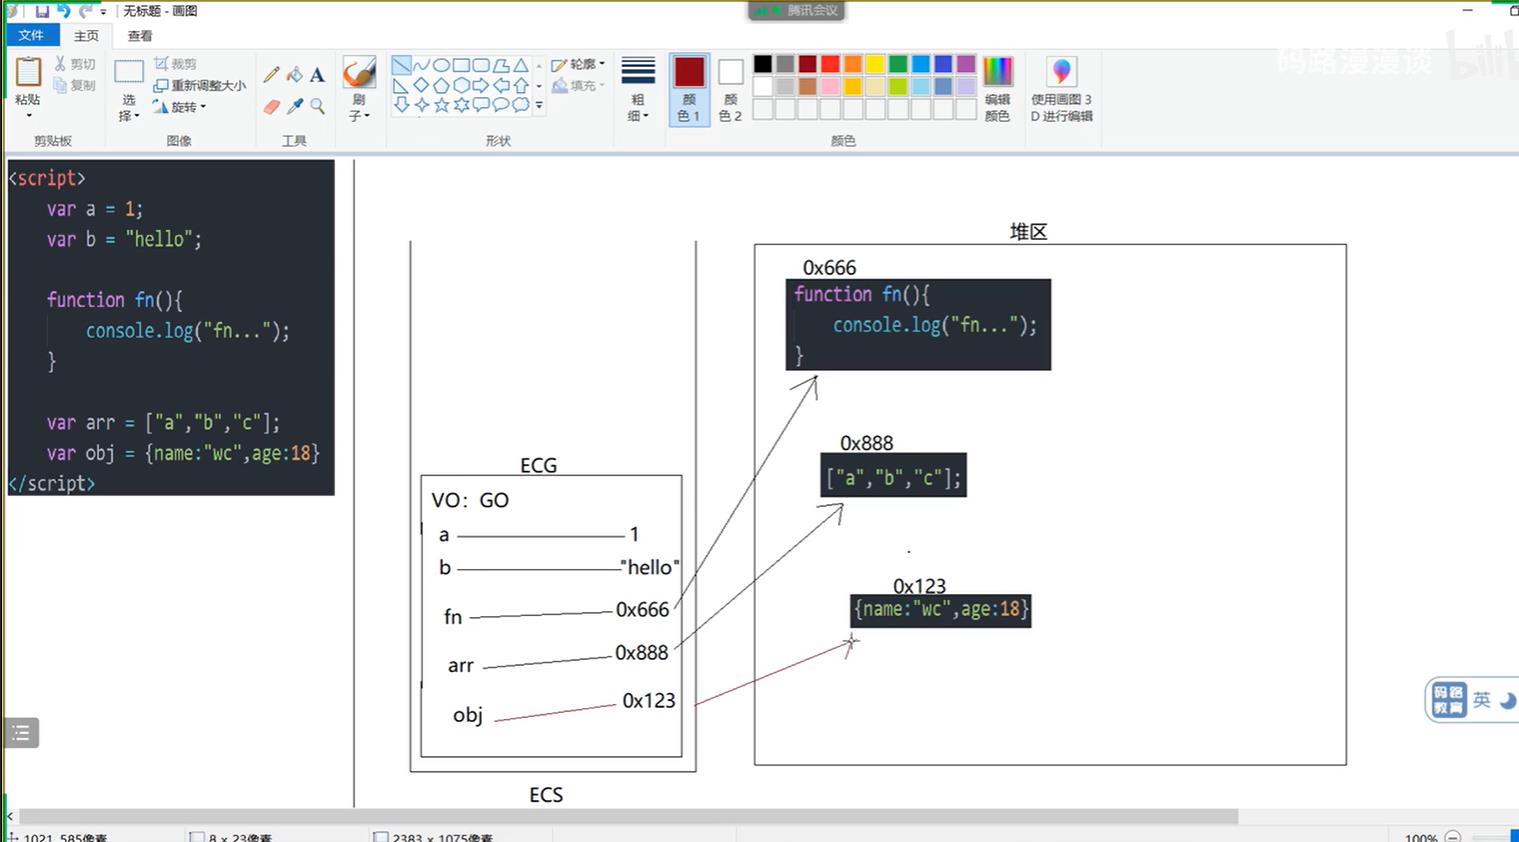 无标题 - 画图
腾讯会议
文件
主页
查看
码路漫漫谈
bili
粘贴
剪切
复制
选择
裁剪
重新调整大小
旋转
A
刷子
轮廓
填充
粗细
颜色 1
颜色 2
编辑颜色
使用画图 3D 进行编辑
剪贴板
图像
工具
形状
颜色
<script>
var a = 1;
var b = "hello";
function fn(){
console.log("fn...");
}
var arr = ["a","b","c"];
var obj = {name:"wc",age:18}
</script>
ECG
VO：GO
a 1
b "hello"
fn 0x666
arr 0x888
obj 0x123
ECS
堆区
0x666
function fn(){
console.log("fn...");
}
0x888
["a","b","c"];
0x123
{name:"wc",age:18}
码路教育
英
1021, 585像素
8 × 23像素
2383 × 1075像素
100%